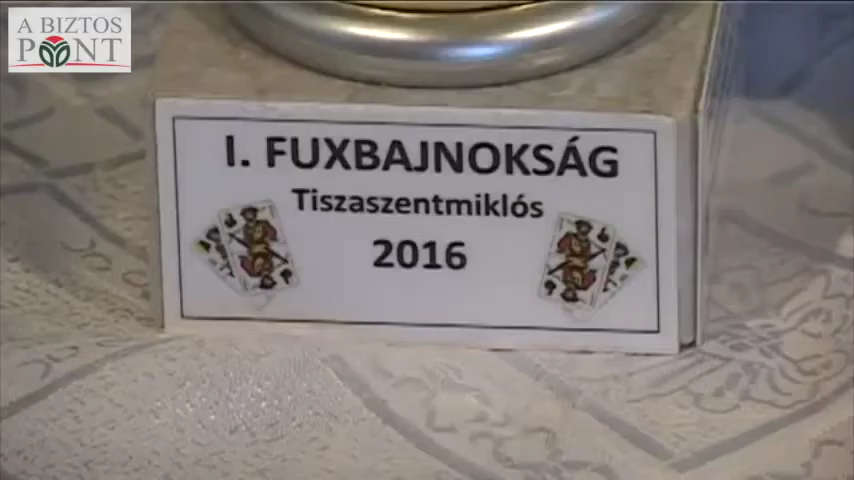 A BIZTOS
PONT
I. FUXBAJNOKSÁG
Tiszaszentmiklós
2016